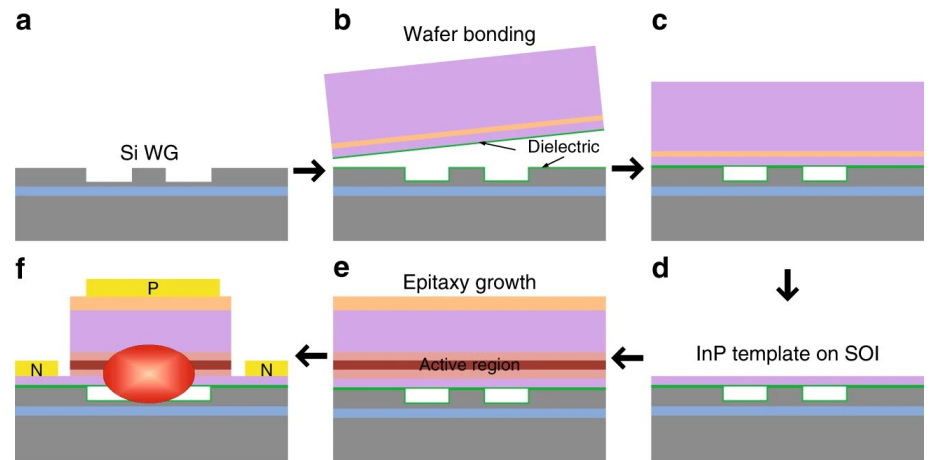 a
b
c
Wafer bonding
Si WG
Dielectric
f
e
d
Epitaxy growth
P
InP template on SOI
Active region
N
N